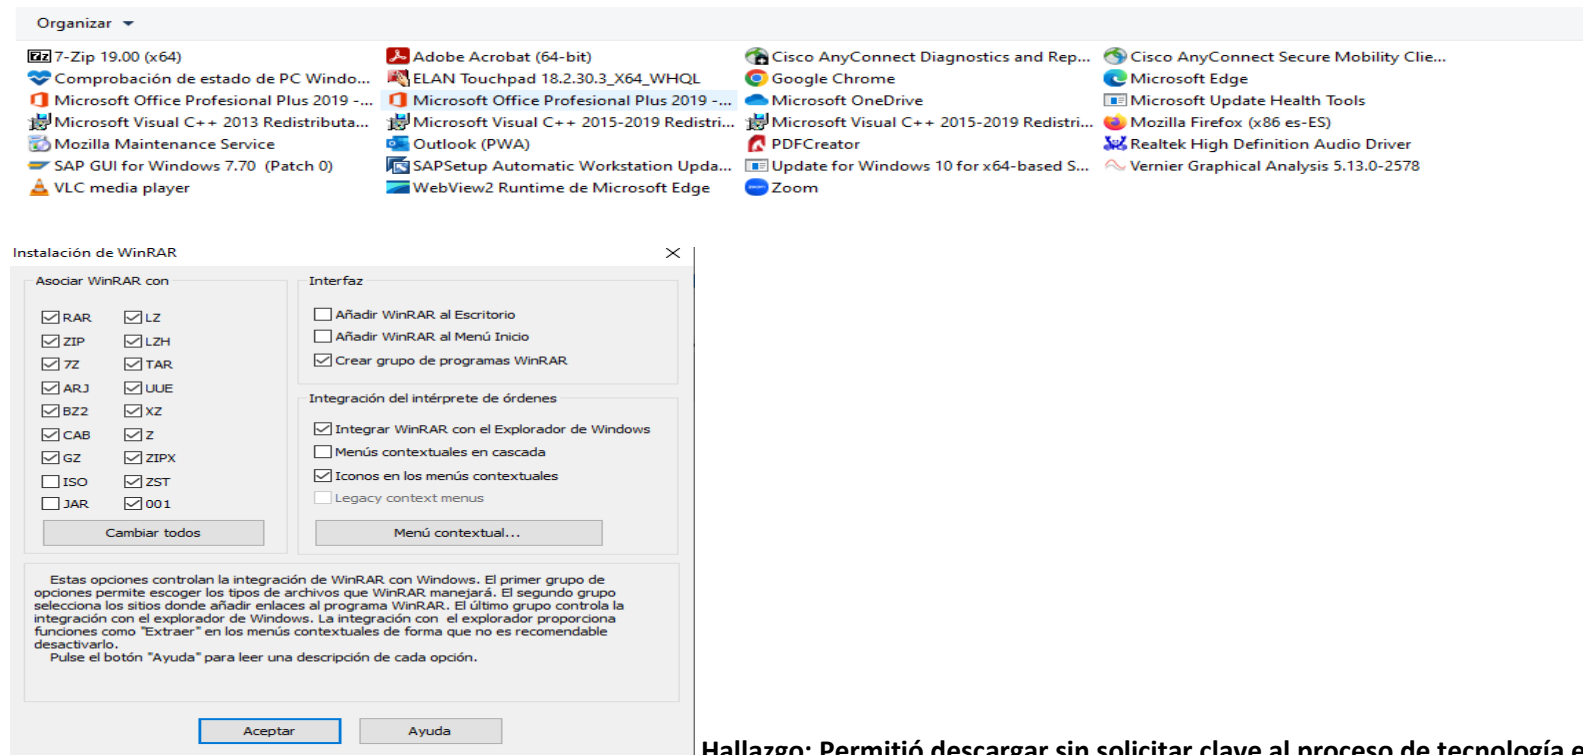 Organizar
7-Zip 19.00 (x64)
Adobe Acrobat (64-bit)
Cisco AnyConnect Diagnostics and Rep...
Cisco AnyConnect Secure Mobility Clie...
Comprobación de estado de PC Windo...
ELAN Touchpad 18.2.30.3_X64_WHQL
Google Chrome
Microsoft Edge
Microsoft Office Profesional Plus 2019 -...
Microsoft Office Profesional Plus 2019 -...
Microsoft OneDrive
Microsoft Update Health Tools
Microsoft Visual C++ 2013 Redistributa...
Microsoft Visual C++ 2015-2019 Redistri...
Microsoft Visual C++ 2015-2019 Redistri...
Mozilla Firefox (x86 es-ES)
Mozilla Maintenance Service
Outlook (PWA)
PDFCreator
Realtek High Definition Audio Driver
SAP GUI for Windows 7.70 (Patch 0)
SAPSetup Automatic Workstation Upda...
Update for Windows 10 for x64-based S...
Vernier Graphical Analysis 5.13.0-2578
VLC media player
WebView2 Runtime de Microsoft Edge
Zoom
Instalación de WinRAR
Asociar WinRAR con
RAR
LZ
ZIP
LZH
7Z
TAR
ARJ
UUE
BZ2
XZ
CAB
Z
GZ
ZIPX
ISO
ZST
JAR
001
Cambiar todos
Interfaz
Añadir WinRAR al Escritorio
Añadir WinRAR al Menú Inicio
Crear grupo de programas WinRAR
Integración del intérprete de órdenes
Integrar WinRAR con el Explorador de Windows
Menús contextuales en cascada
Iconos en los menús contextuales
Legacy context menus
Menú contextual...
Estas opciones controlan la integración de WinRAR con Windows. El primer grupo de
opciones permite escoger los tipos de archivos que WinRAR manejará. El segundo grupo
selecciona los sitios donde añadir enlaces al programa WinRAR. El último grupo controla la
integración con el explorador de Windows. La integración con el explorador proporciona
funciones como "Extraer" en los menús contextuales de forma que no es recomendable
desactivarlo.
Pulse el botón "Ayuda" para leer una descripción de cada opción.
Aceptar
Ayuda
Hallazgo: Permitió descargar sin solicitar clave al proceso de tecnología e